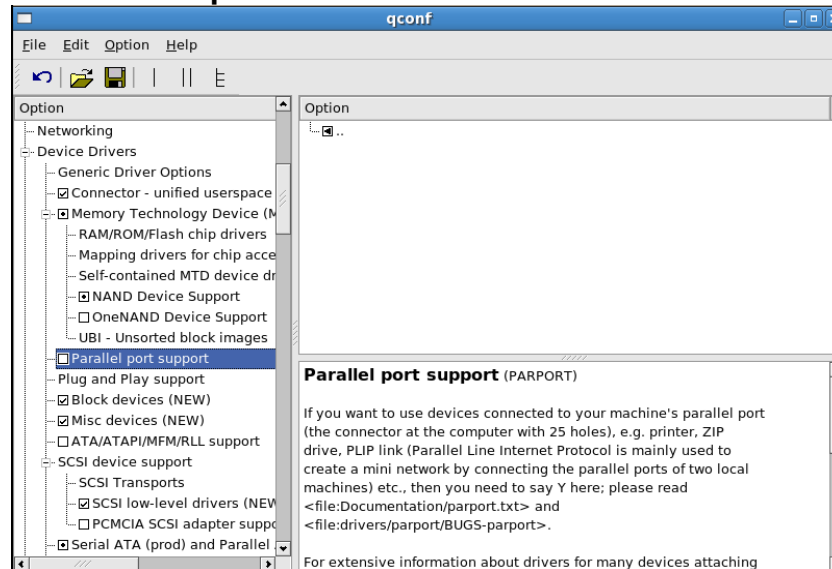 qconf
File Edit Option Help
Option
Networking
Device Drivers
Generic Driver Options
Connector - unified userspace
Memory Technology Device (M
RAM/ROM/Flash chip drivers
Mapping drivers for chip acce
Self-contained MTD device dr
NAND Device Support
OneNAND Device Support
UBI - Unsorted block images
Parallel port support
Plug and Play support
Block devices (NEW)
Misc devices (NEW)
ATA/ATAPI/MFM/RLL support
SCSI device support
SCSI Transports
SCSI low-level drivers (NEW
PCMCIA SCSI adapter suppo
Serial ATA (prod) and Parallel
Option
..
Parallel port support (PARPORT)
If you want to use devices connected to your machine's parallel port
(the connector at the computer with 25 holes), e.g. printer, ZIP
drive, PLIP link (Parallel Line Internet Protocol is mainly used to
create a mini network by connecting the parallel ports of two local
machines) etc., then you need to say Y here; please read
<file:Documentation/parport.txt> and
<file:drivers/parport/BUGS-parport>.
For extensive information about drivers for many devices attaching